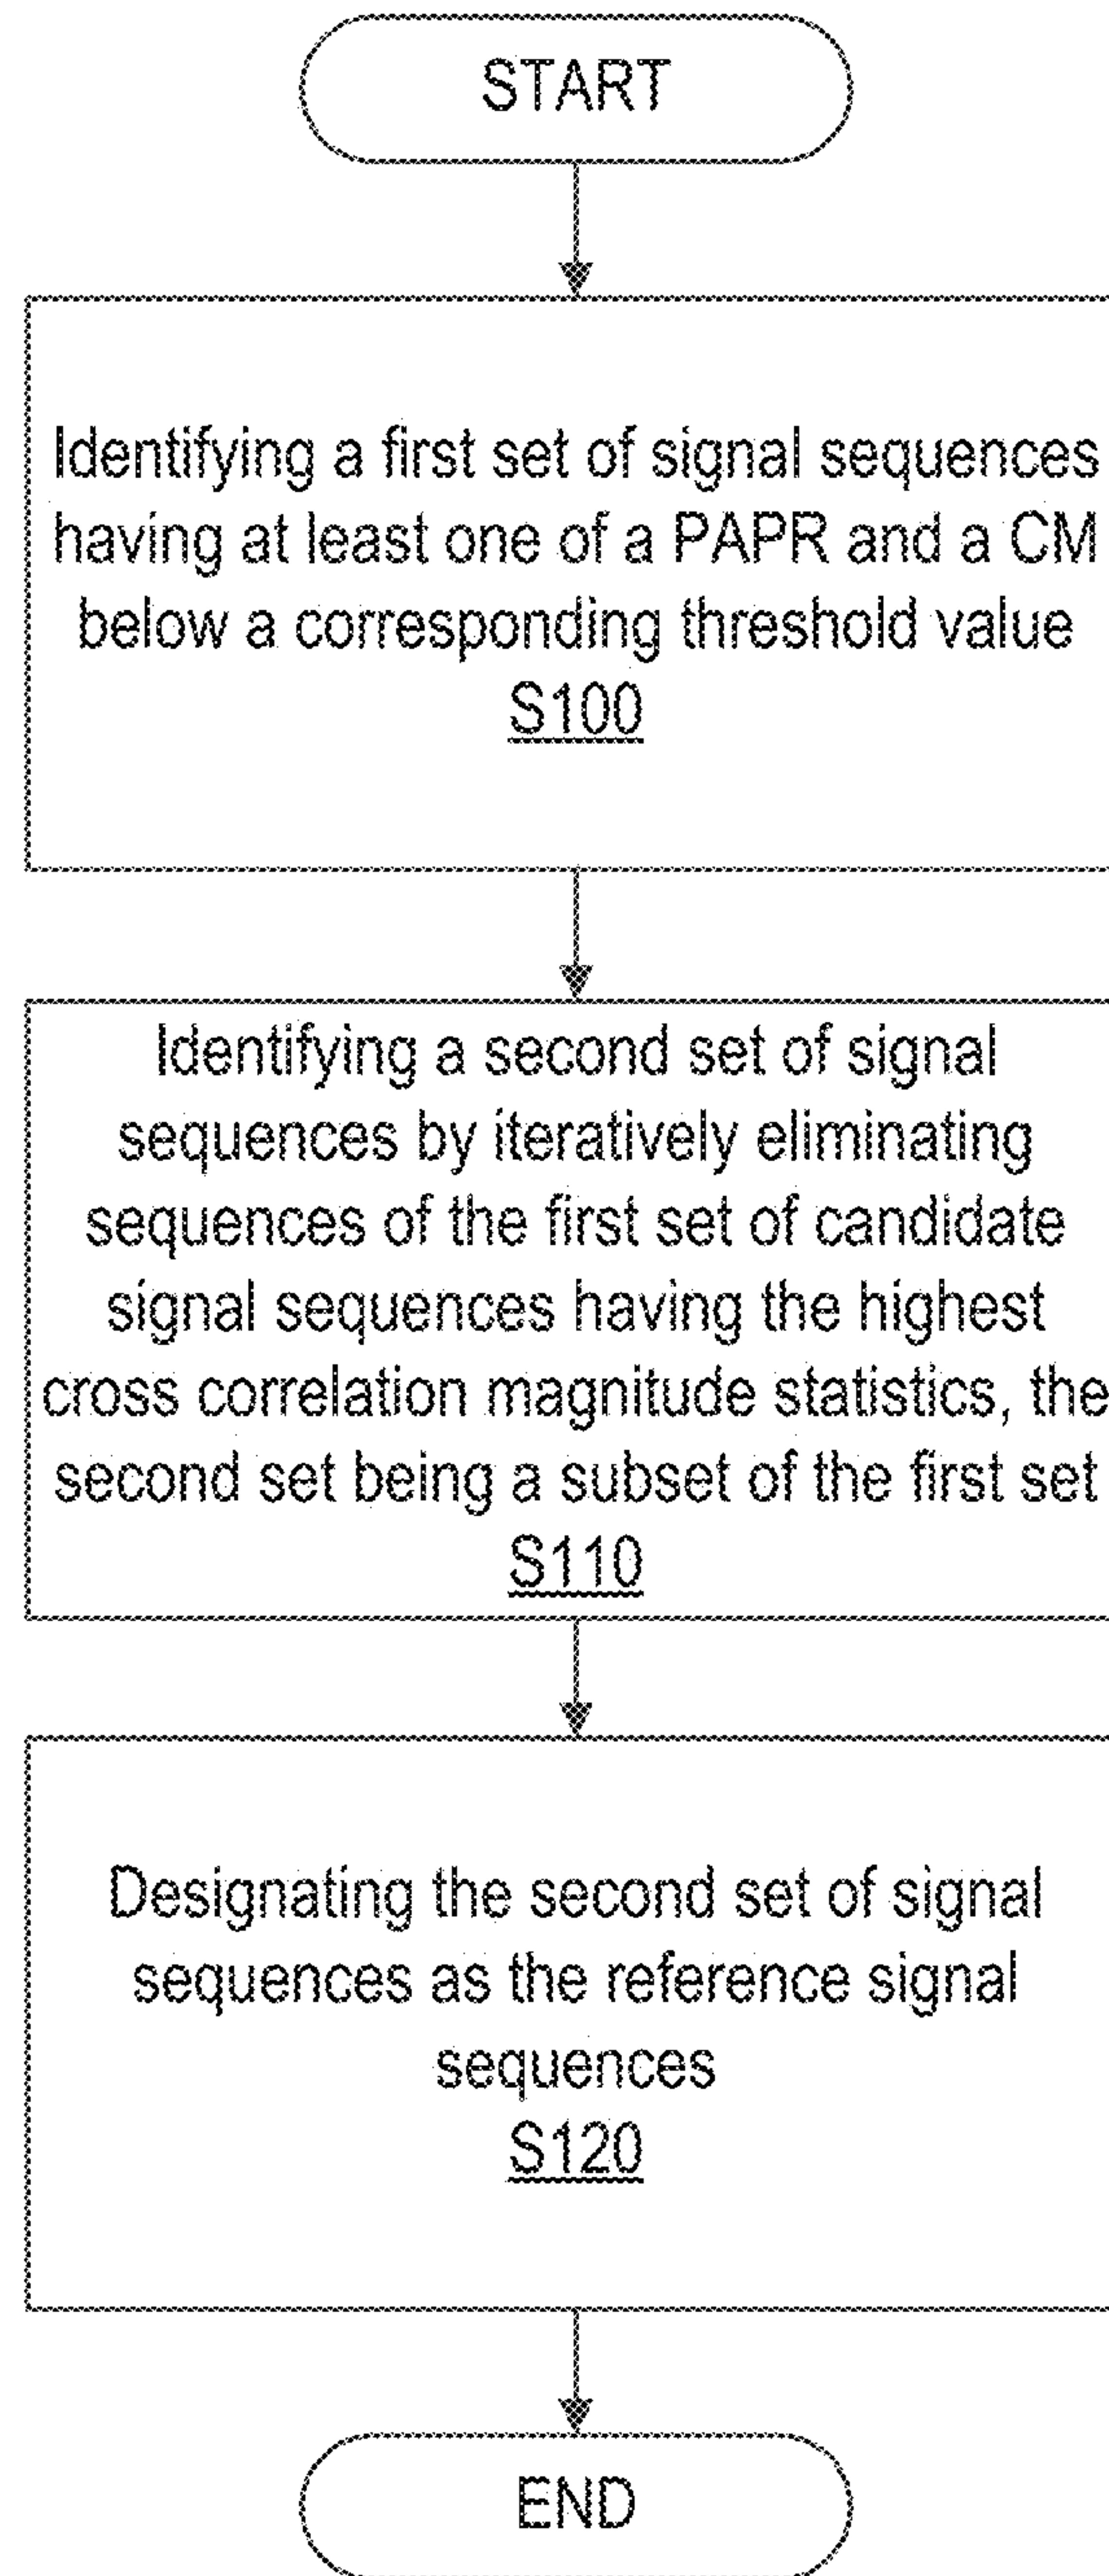 START
Identifying a first set of signal sequences
having at least one of a PAPR and a CM
below a corresponding threshold value
S100
Identifying a second set of signal
sequences by iteratively eliminating
sequences of the first set of candidate
signal sequences having the highest
cross correlation magnitude statistics, the
second set being a subset of the first set
S110
Designating the second set of signal
sequences as the reference signal
sequences
S120
END